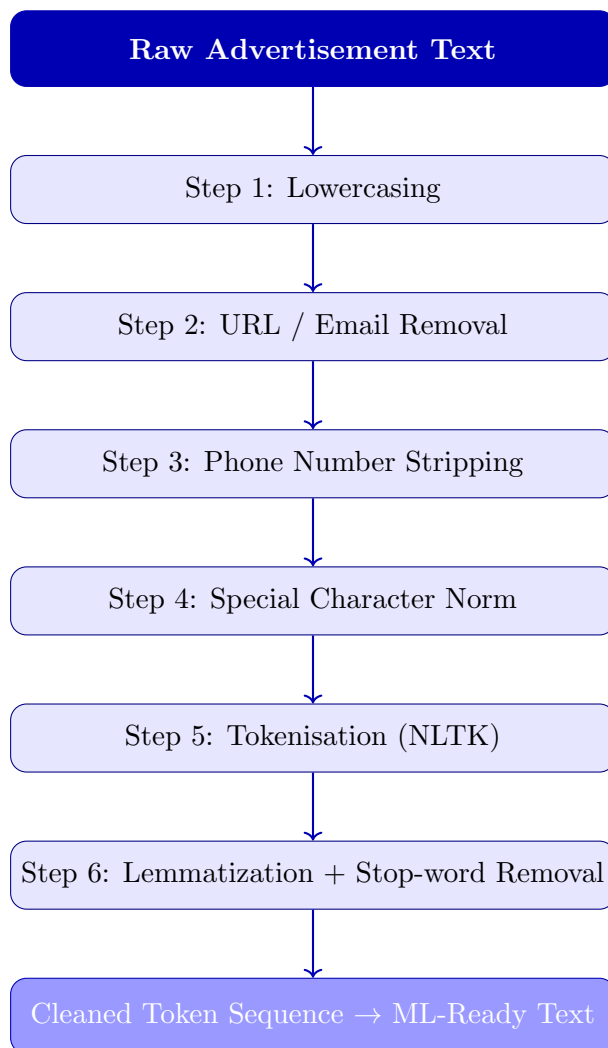 Raw Advertisement Text
Step 1: Lowercasing
Step 2: URL / Email Removal
Step 3: Phone Number Stripping
Step 4: Special Character Norm
Step 5: Tokenisation (NLTK)
Step 6: Lemmatization + Stop-word Removal
Cleaned Token Sequence → ML-Ready Text